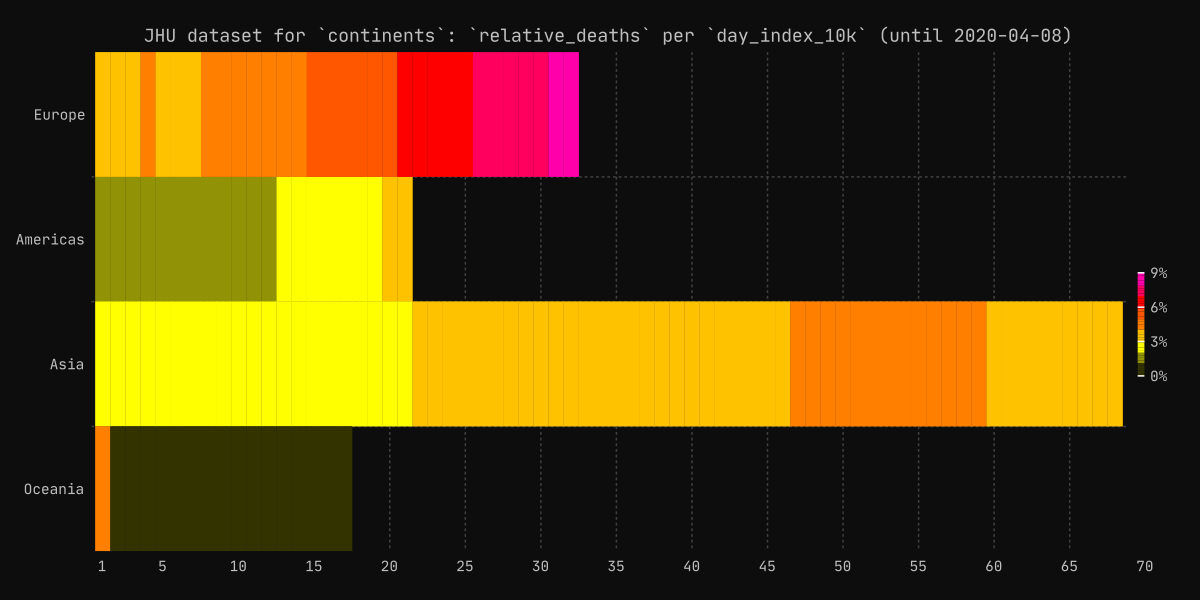 JHU dataset for `continents`: `relative_deaths` per `day_index_10k` (until 2020-04-08)
Europe
Americas
Asia
Oceania
9%
6%
3%
0%
1 5 10 15 20 25 30 35 40 45 50 55 60 65 70